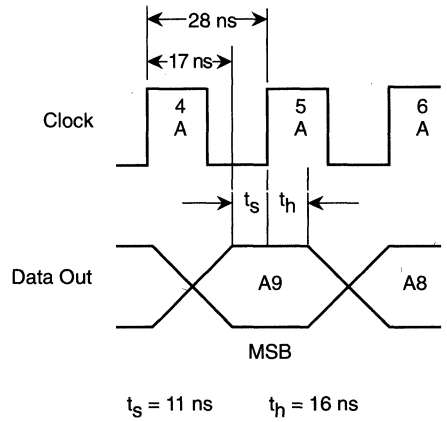 28 ns
17 ns
Clock
4
A
5
A
6
A
ts
th
Data Out
A9
A8
MSB
ts = 11 ns
th = 16 ns